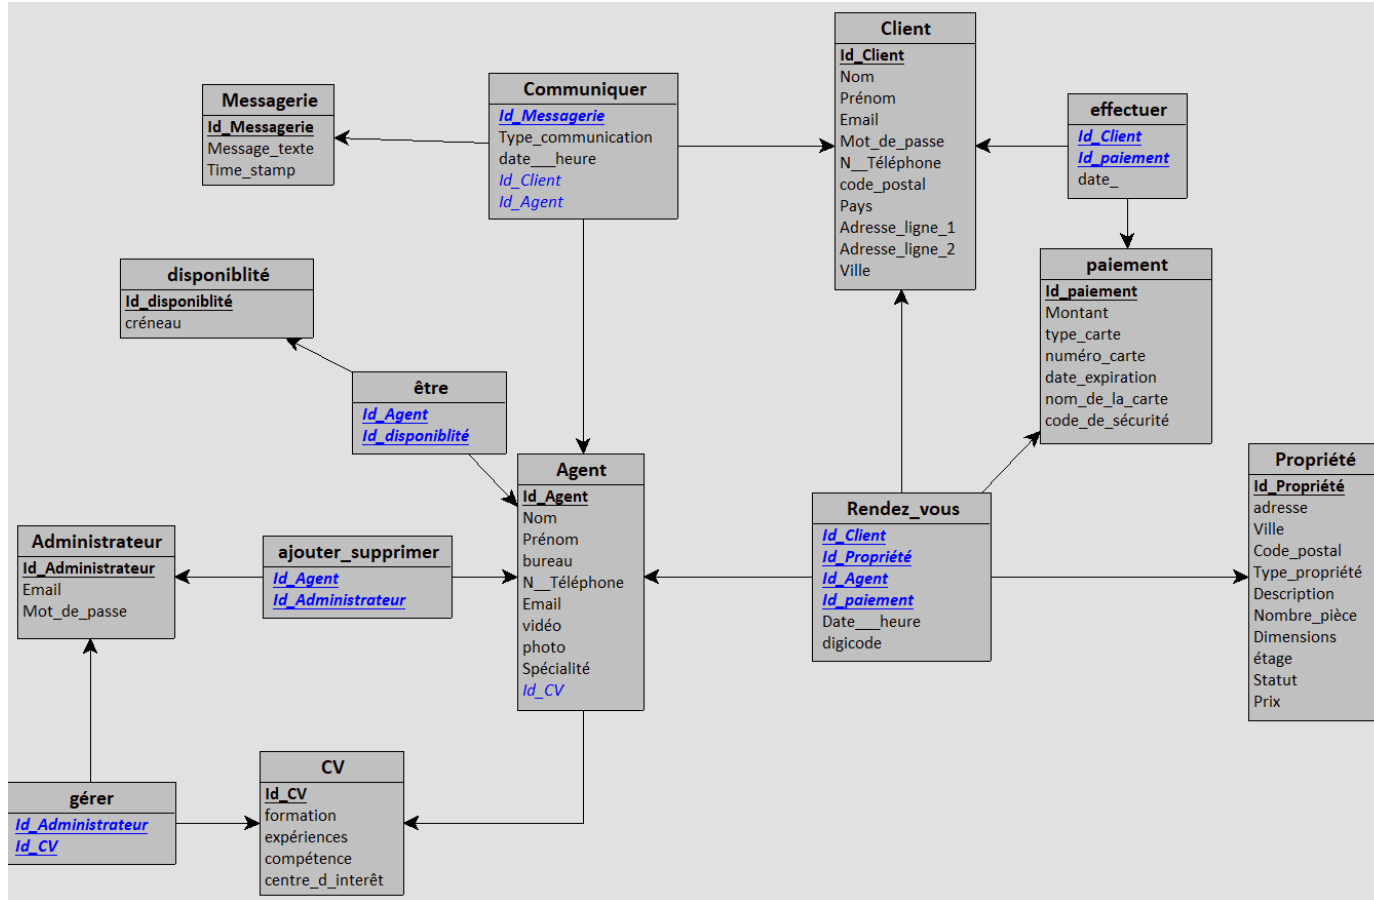 Client
Id_Client
Nom
Prénom
Email
Mot_de_passe
N__Téléphone
code_postal
Pays
Adresse_ligne_1
Adresse_ligne_2
Ville
Communiquer
Id_Messagerie
Type_communication
date___heure
Id_Client
Id_Agent
Messagerie
Id_Messagerie
Message_texte
Time_stamp
effectuer
Id_Client
Id_paiement
date_
disponiblité
Id_disponiblité
créneau
paiement
Id_paiement
Montant
type_carte
numéro_carte
date_expiration
nom_de_la_carte
code_de_sécurité
être
Id_Agent
Id_disponiblité
Agent
Id_Agent
Nom
Prénom
bureau
N__Téléphone
Email
vidéo
photo
Spécialité
Id_CV
Propriété
Id_Propriété
adresse
Ville
Code_postal
Type_propriété
Description
Nombre_pièce
Dimensions
étage
Statut
Prix
Rendez_vous
Id_Client
Id_Propriété
Id_Agent
Id_paiement
Date___heure
digicode
Administrateur
Id_Administrateur
Email
Mot_de_passe
ajouter_supprimer
Id_Agent
Id_Administrateur
CV
Id_CV
formation
expériences
compétence
centre_d_interêt
gérer
Id_Administrateur
Id_CV